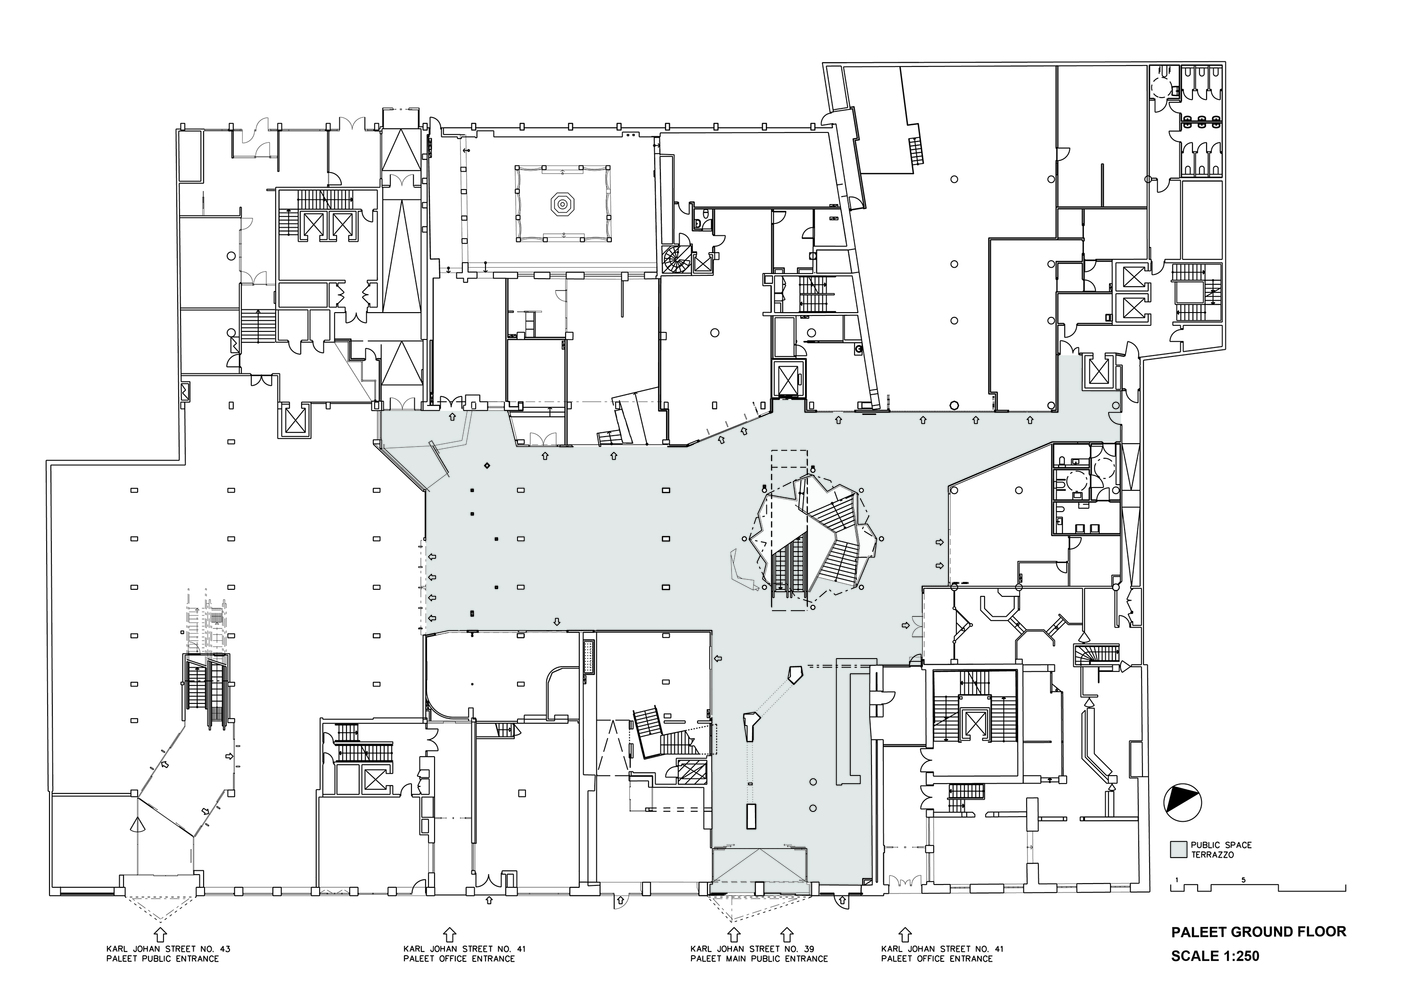 PUBLIC SPACE
TERRAZZO
1 5
PALEET GROUND FLOOR
SCALE 1:250
KARL JOHAN STREET NO. 43
PALEET PUBLIC ENTRANCE
KARL JOHAN STREET NO. 41
PALEET OFFICE ENTRANCE
KARL JOHAN STREET NO. 39
PALEET MAIN PUBLIC ENTRANCE
KARL JOHAN STREET NO. 41
PALEET OFFICE ENTRANCE